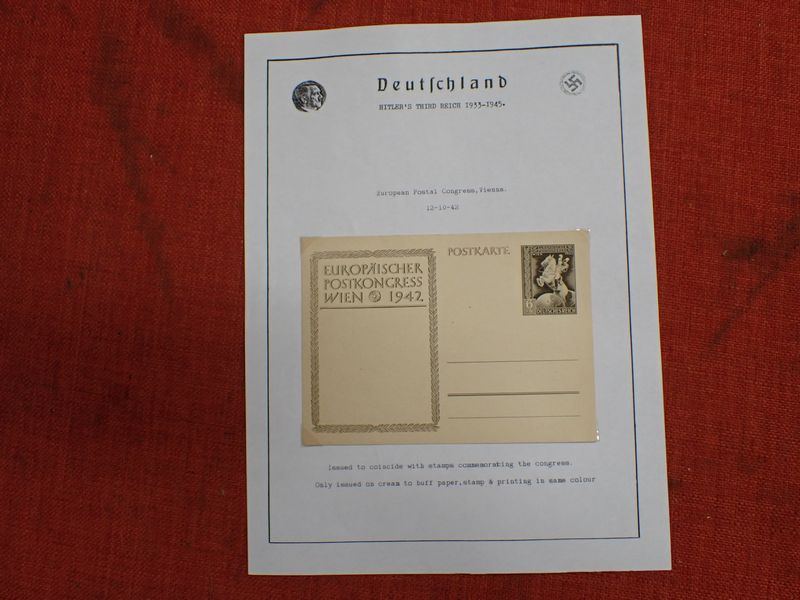 Deutſchland
HITLER'S THIRD REICH 1933-1945.
European Postal Congress,Vienna.
12-10-42
EUROPÄISCHER
POSTKONGRESS
WIEN 1942.
POSTKARTE
6
DEUTSCHES REICH
Issued to coincide with stamps commemorating the congress.
Only issued on cream to buff paper,stamp & printing in same colour